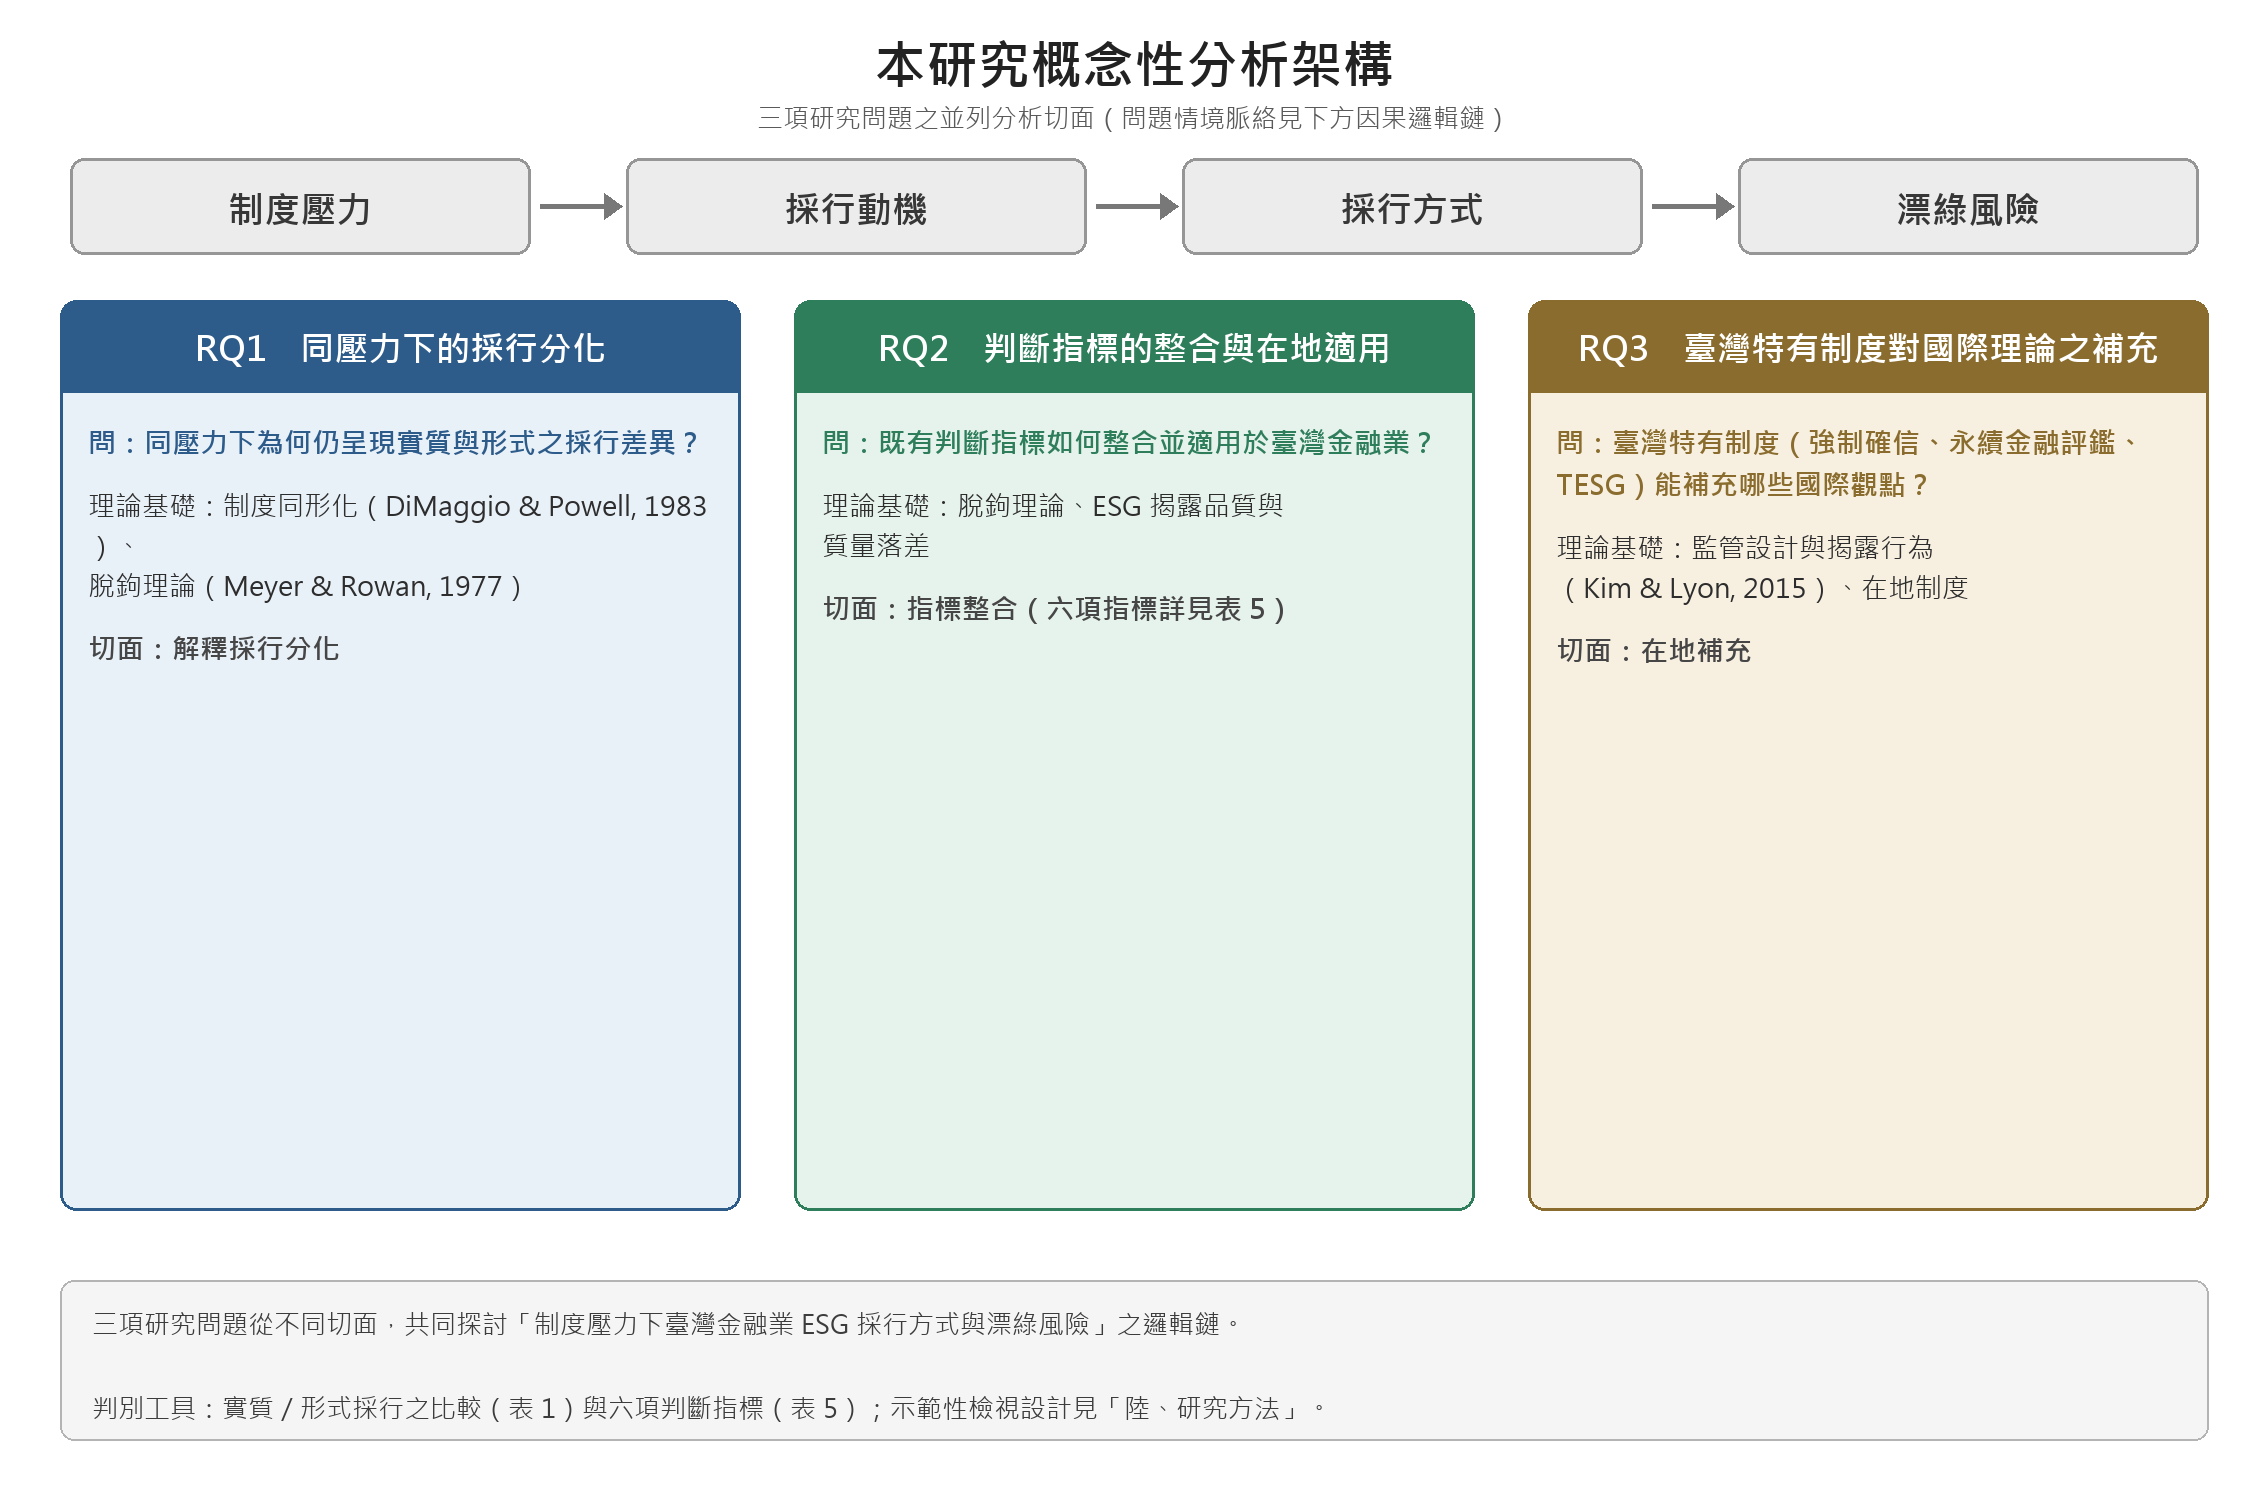 本研究概念性分析架構
三項研究問題之並列分析切面（問題情境脈絡見下方因果邏輯鏈）
制度壓力
採行動機
採行方式
漂綠風險
RQ1　同壓力下的採行分化
問：同壓力下為何仍呈現實質與形式之採行差異？
理論基礎：制度同形化（DiMaggio & Powell, 1983
）、
脫鉤理論（Meyer & Rowan, 1977）
切面：解釋採行分化
RQ2　判斷指標的整合與在地適用
問：既有判斷指標如何整合並適用於臺灣金融業？
理論基礎：脫鉤理論、ESG 揭露品質與
質量落差
切面：指標整合（六項指標詳見表 5）
RQ3　臺灣特有制度對國際理論之補充
問：臺灣特有制度（強制確信、永續金融評鑑、
TESG）能補充哪些國際觀點？
理論基礎：監管設計與揭露行為
（Kim & Lyon, 2015）、在地制度
切面：在地補充
三項研究問題從不同切面，共同探討「制度壓力下臺灣金融業 ESG 採行方式與漂綠風險」之邏輯鏈。
判別工具：實質 / 形式採行之比較（表 1）與六項判斷指標（表 5）；示範性檢視設計見「陸、研究方法」。